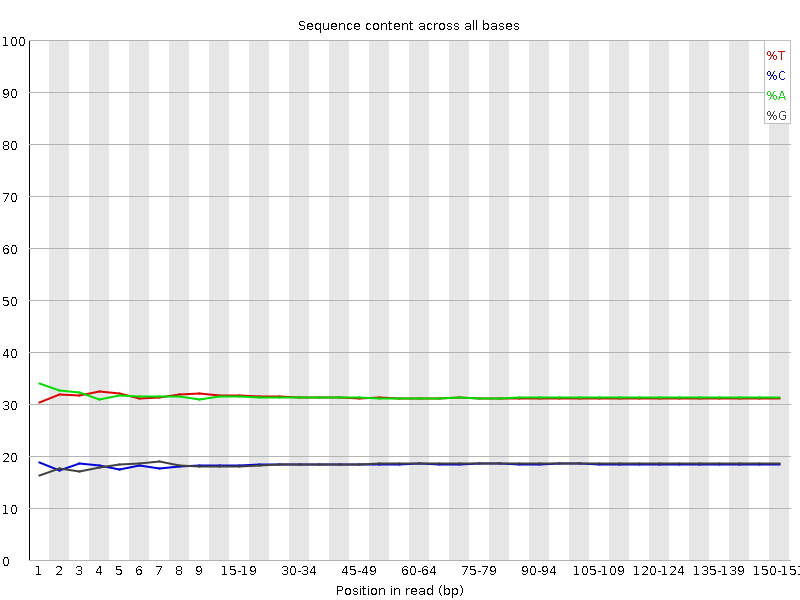 Sequence content across all bases
100
90
80
70
60
50
40
30
20
10
0
%T
%C
%A
%G
1 2 3 4 5 6 7 8 9 15-19 30-34 45-49 60-64 75-79 90-94 105-109 120-124 135-139 150-151
Position in read (bp)